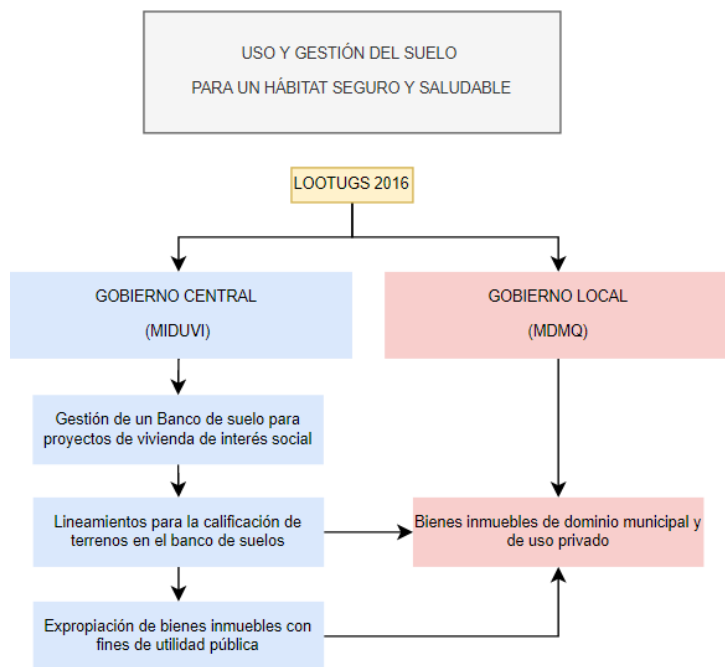 USO Y GESTIÓN DEL SUELO
PARA UN HÁBITAT SEGURO Y SALUDABLE
LOOTUGS 2016
GOBIERNO CENTRAL
(MIDUVI)
GOBIERNO LOCAL
(MDMQ)
Gestión de un Banco de suelo para
proyectos de vivienda de interés social
Lineamientos para la calificación de
terrenos en el banco de suelos
Bienes inmuebles de dominio municipal y
de uso privado
Expropiación de bienes inmuebles con
fines de utilidad pública